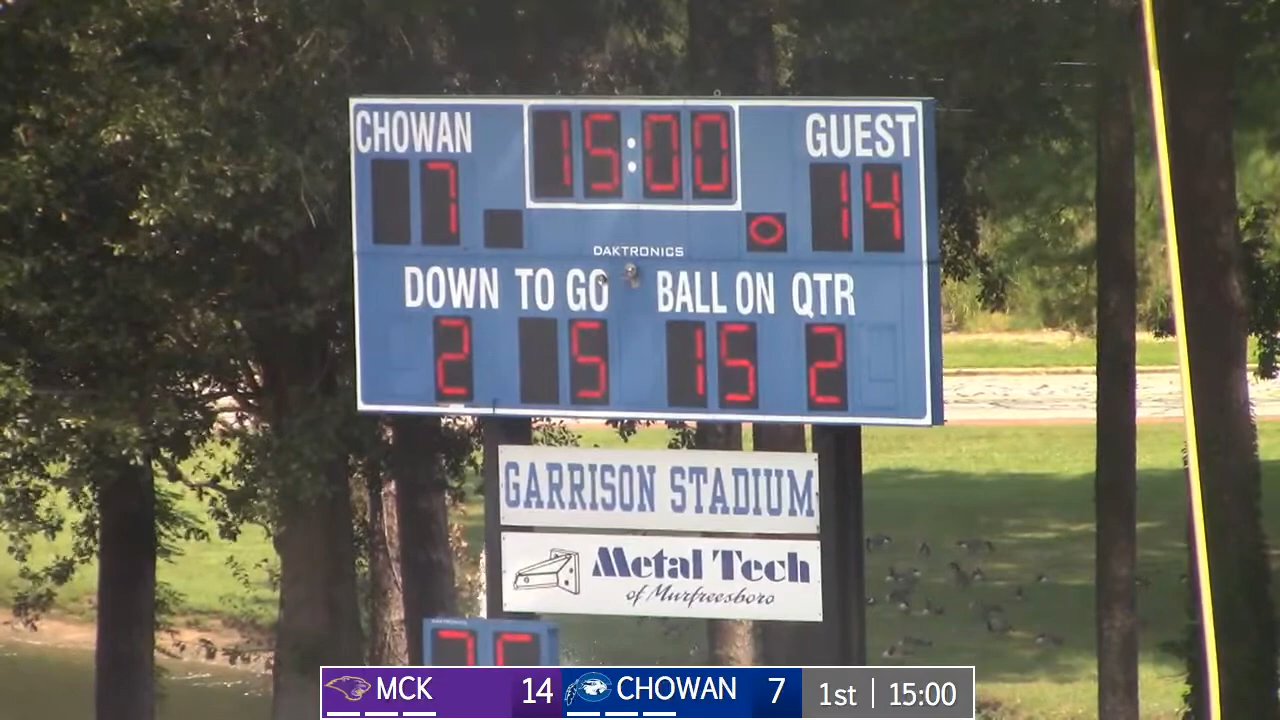 CHOWAN 15:00 GUEST
7 14
DAKTRONICS
DOWN TO GO BALL ON QTR
2 5 15 2
GARRISON STADIUM
Metal Tech
of Murfreesboro
MCK 14 CHOWAN 7 1st | 15:00